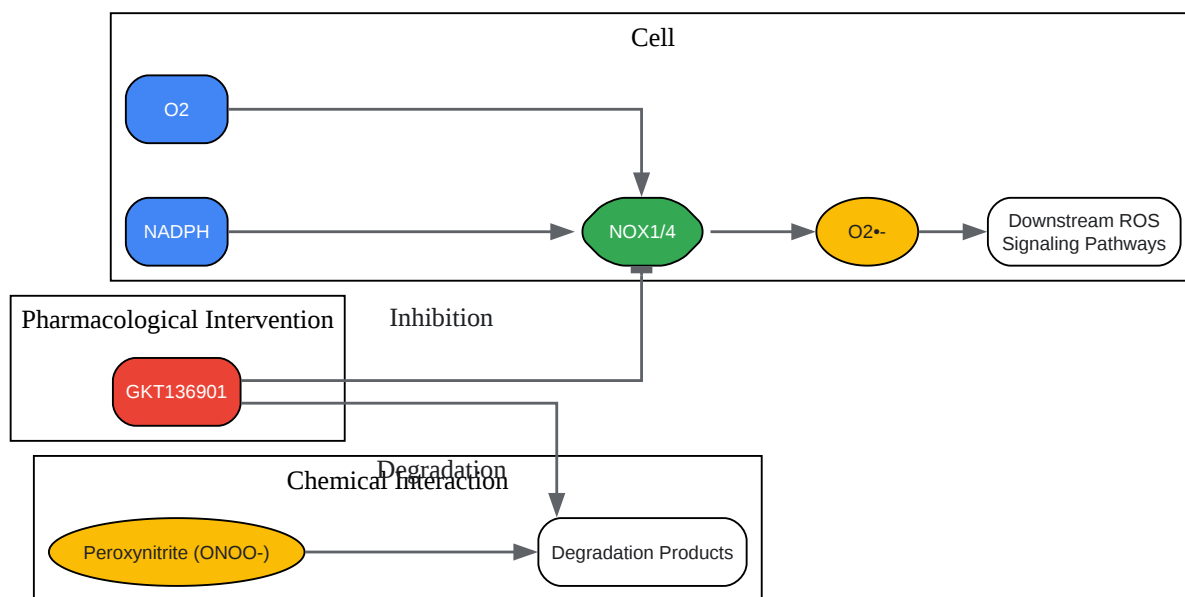 Cell
O2
NADPH
NOX1/4
O2•-
Downstream ROS
Signaling Pathways
Pharmacological Intervention
Inhibition
GKT136901
Degradation
Chemical Interaction
Peroxynitrite (ONOO-)
Degradation Products